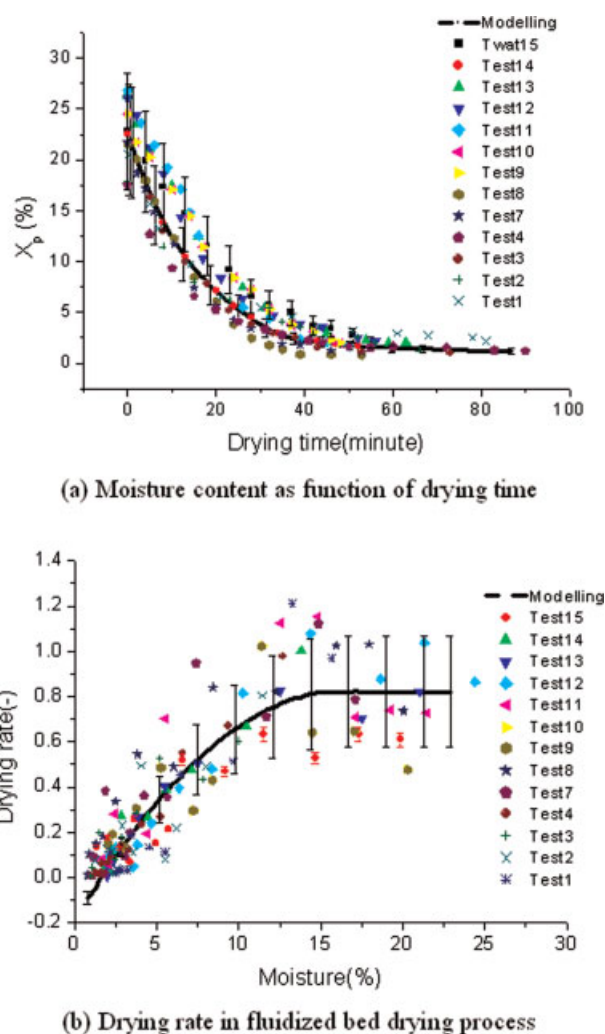 Modelling
Twat15
Test14
Test13
Test12
Test11
Test10
Test9
Test8
Test7
Test4
Test3
Test2
Test1
30
25
20
15
10
5
0
Xp (%)
0 20 40 60 80 100
Drying time(minute)
(a) Moisture content as function of drying time
1.4
1.2
1.0
0.8
0.6
0.4
0.2
0.0
-0.2
Drying rate(-)
Modelling
Test15
Test14
Test13
Test12
Test11
Test10
Test9
Test8
Test7
Test4
Test3
Test2
Test1
0 5 10 15 20 25 30
Moisture(%)
(b) Drying rate in fluidized bed drying process